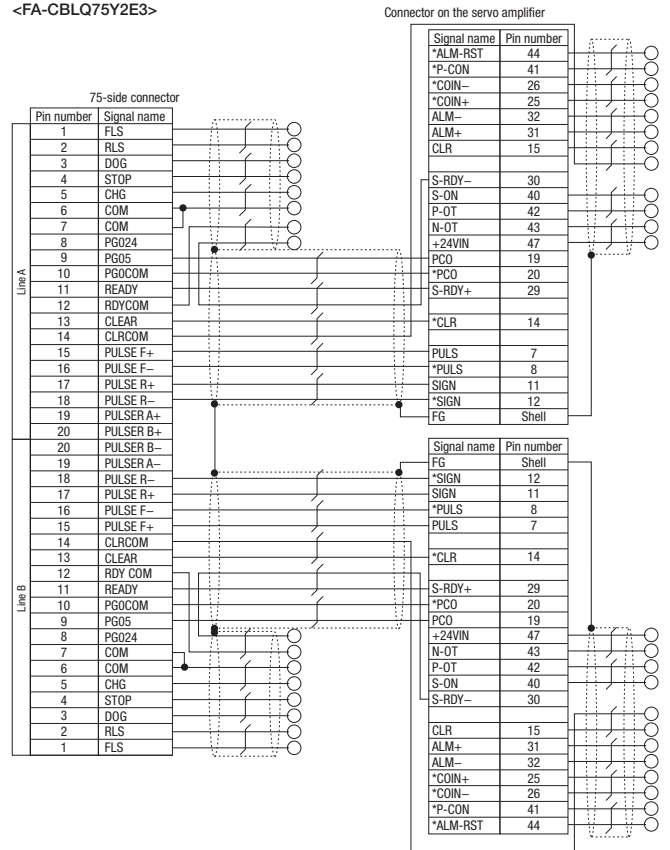 <FA-CBLQ75Y2E3>
Connector on the servo amplifier
Signal name Pin number
*ALM-RST 44
*P-CON 41
*COIN− 26
*COIN+ 25
ALM− 32
ALM+ 31
CLR 15
S-RDY− 30
S-ON 40
P-OT 42
N-OT 43
+24VIN 47
PCO 19
*PCO 20
S-RDY+ 29
*CLR 14
PULS 7
*PULS 8
SIGN 11
*SIGN 12
FG Shell
75-side connector
Pin number Signal name
Line A
1 FLS
2 RLS
3 DOG
4 STOP
5 CHG
6 COM
7 COM
8 PG024
9 PG05
10 PG0COM
11 READY
12 RDYCOM
13 CLEAR
14 CLRCOM
15 PULSE F+
16 PULSE F−
17 PULSE R+
18 PULSE R−
19 PULSER A+
20 PULSER B+
Line B
20 PULSER B−
19 PULSER A−
18 PULSE R−
17 PULSE R+
16 PULSE F−
15 PULSE F+
14 CLRCOM
13 CLEAR
12 RDY COM
11 READY
10 PG0COM
9 PG05
8 PG024
7 COM
6 COM
5 CHG
4 STOP
3 DOG
2 RLS
1 FLS
Signal name Pin number
FG Shell
*SIGN 12
SIGN 11
*PULS 8
PULS 7
*CLR 14
S-RDY+ 29
*PCO 20
PCO 19
+24VIN 47
N-OT 43
P-OT 42
S-ON 40
S-RDY− 30
CLR 15
ALM+ 31
ALM− 32
*COIN+ 25
*COIN− 26
*P-CON 41
*ALM-RST 44